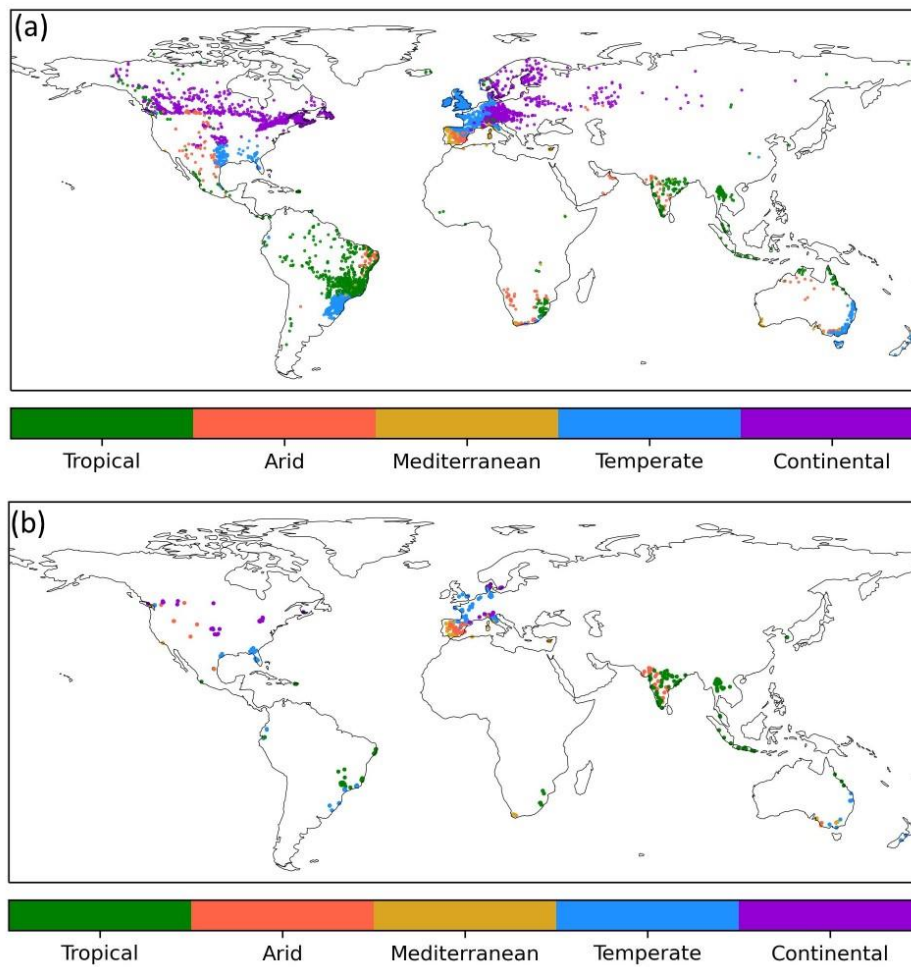 (a)
Tropical Arid Mediterranean Temperate Continental
(b)
Tropical Arid Mediterranean Temperate Continental